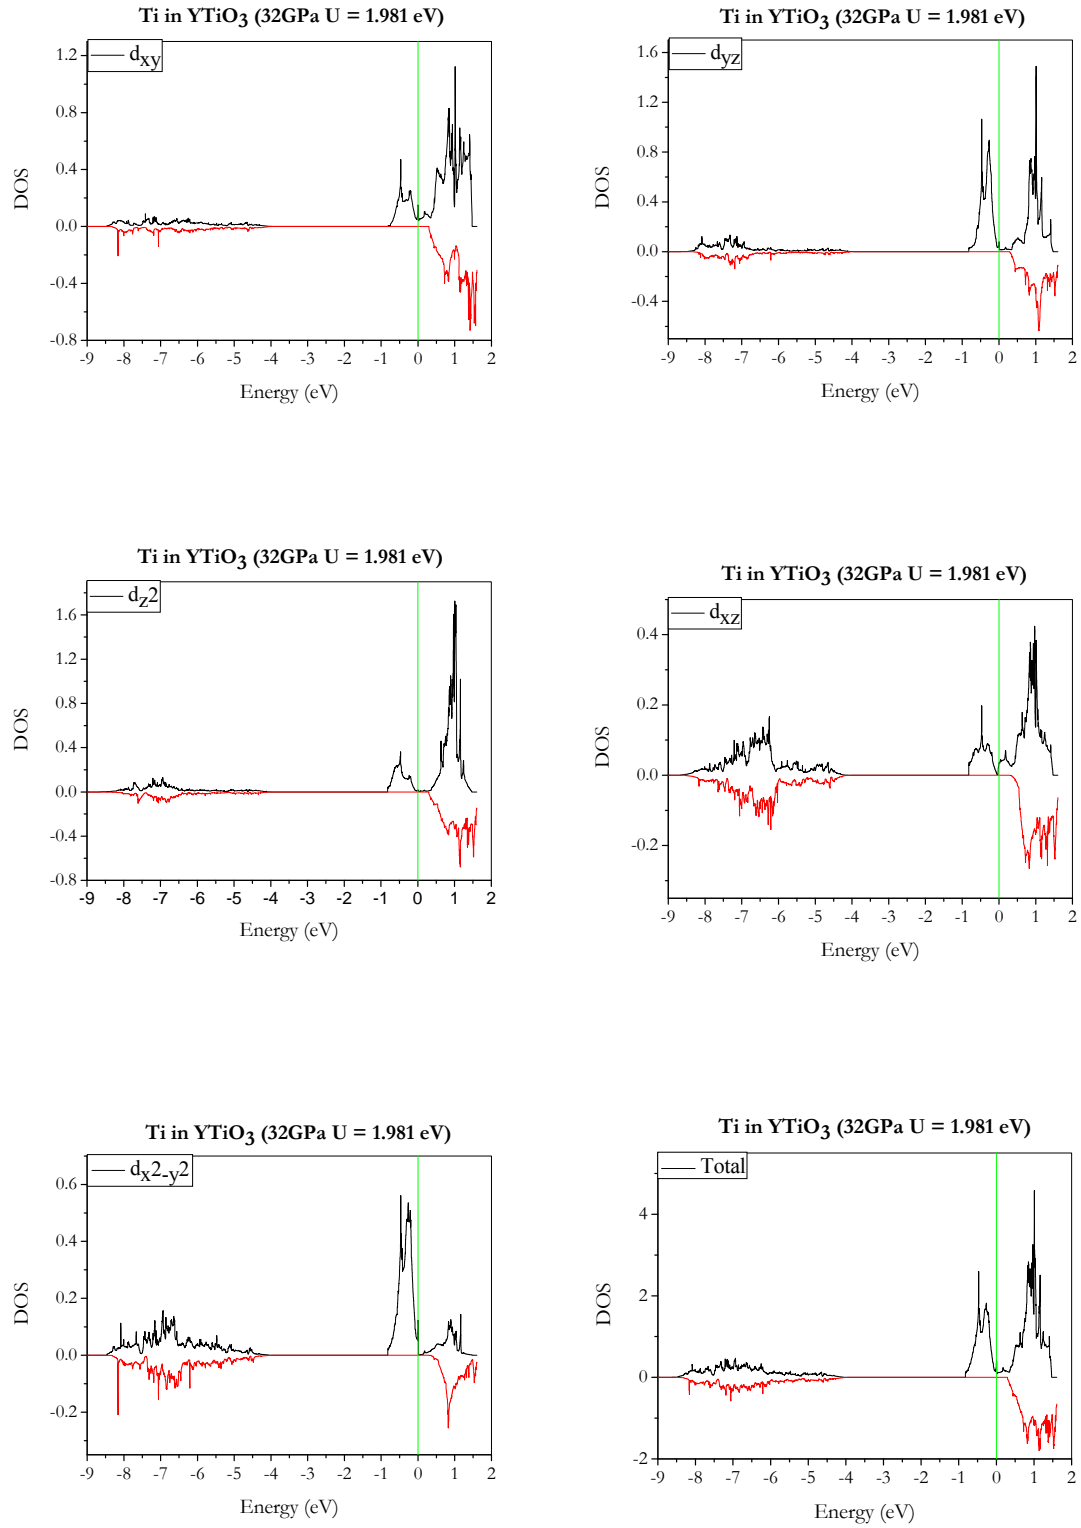 Ti in YTiO3 (32GPa U = 1.981 eV)
dxy
1.2
0.8
0.4
0.0
-0.4
-0.8
DOS
-9 -8 -7 -6 -5 -4 -3 -2 -1 0 1 2
Energy (eV)
Ti in YTiO3 (32GPa U = 1.981 eV)
dyz
1.6
1.2
0.8
0.4
0.0
-0.4
DOS
-9 -8 -7 -6 -5 -4 -3 -2 -1 0 1 2
Energy (eV)
Ti in YTiO3 (32GPa U = 1.981 eV)
dz2
1.6
1.2
0.8
0.4
0.0
-0.4
-0.8
DOS
-9 -8 -7 -6 -5 -4 -3 -2 -1 0 1 2
Energy (eV)
Ti in YTiO3 (32GPa U = 1.981 eV)
dxz
0.4
0.2
0.0
-0.2
DOS
-9 -8 -7 -6 -5 -4 -3 -2 -1 0 1 2
Energy (eV)
Ti in YTiO3 (32GPa U = 1.981 eV)
dx2-y2
0.6
0.4
0.2
0.0
-0.2
DOS
-9 -8 -7 -6 -5 -4 -3 -2 -1 0 1 2
Energy (eV)
Ti in YTiO3 (32GPa U = 1.981 eV)
Total
4
2
0
-2
DOS
-9 -8 -7 -6 -5 -4 -3 -2 -1 0 1 2
Energy (eV)